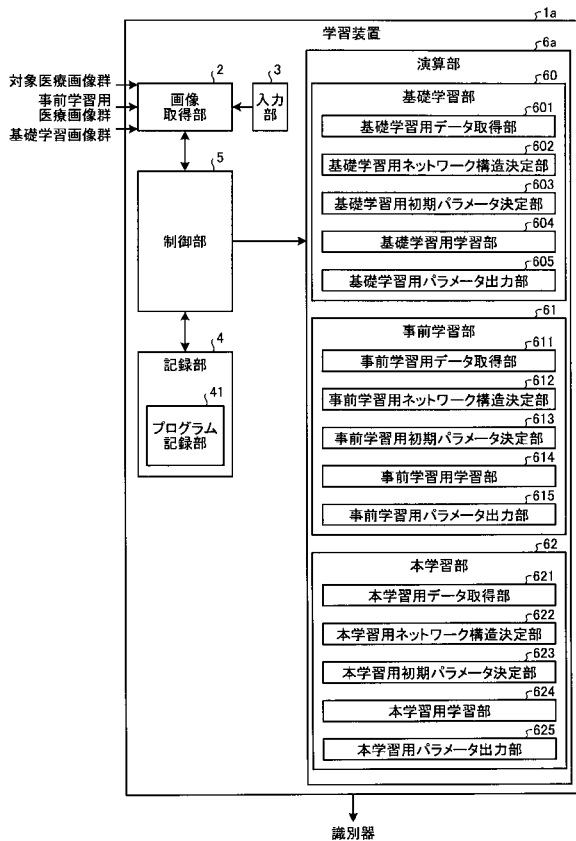 1a
学習装置
対象医療画像群
事前学習用
医療画像群
基礎学習画像群
2
画像
取得部
3
入力
部
5
制御部
4
記録部
41
プログラム
記録部
6a
演算部
60
基礎学習部
601
基礎学習用データ取得部
602
基礎学習用ネットワーク構造決定部
603
基礎学習用初期パラメータ決定部
604
基礎学習用学習部
605
基礎学習用パラメータ出力部
61
事前学習部
611
事前学習用データ取得部
612
事前学習用ネットワーク構造決定部
613
事前学習用初期パラメータ決定部
614
事前学習用学習部
615
事前学習用パラメータ出力部
62
本学習部
621
本学習用データ取得部
622
本学習用ネットワーク構造決定部
623
本学習用初期パラメータ決定部
624
本学習用学習部
625
本学習用パラメータ出力部
識別器